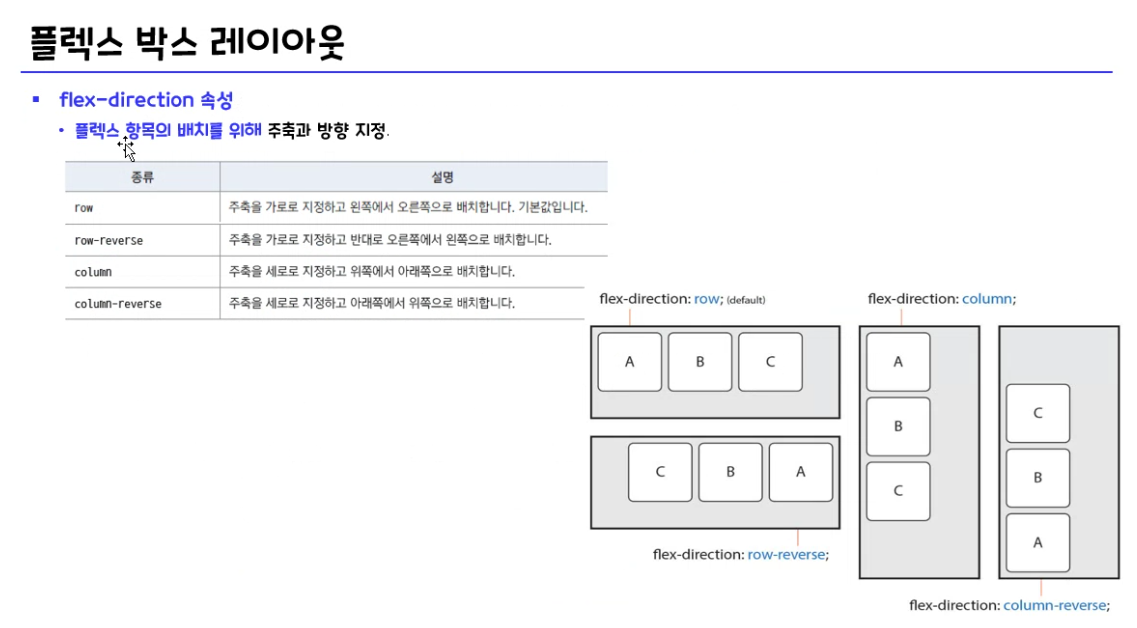 플렉스 박스 레이아웃
flex-direction 속성
플렉스 항목의 배치를 위해 주축과 방향 지정.
종류 설명
row 주축을 가로로 지정하고 왼쪽에서 오른쪽으로 배치합니다. 기본값입니다.
row-reverse 주축을 가로로 지정하고 반대로 오른쪽에서 왼쪽으로 배치합니다.
column 주축을 세로로 지정하고 위쪽에서 아래쪽으로 배치합니다.
column-reverse 주축을 세로로 지정하고 아래쪽에서 위쪽으로 배치합니다.
flex-direction: row; (default)
A B C
C B A
flex-direction: row-reverse;
flex-direction: column;
A
B
C
C
B
A
flex-direction: column-reverse;